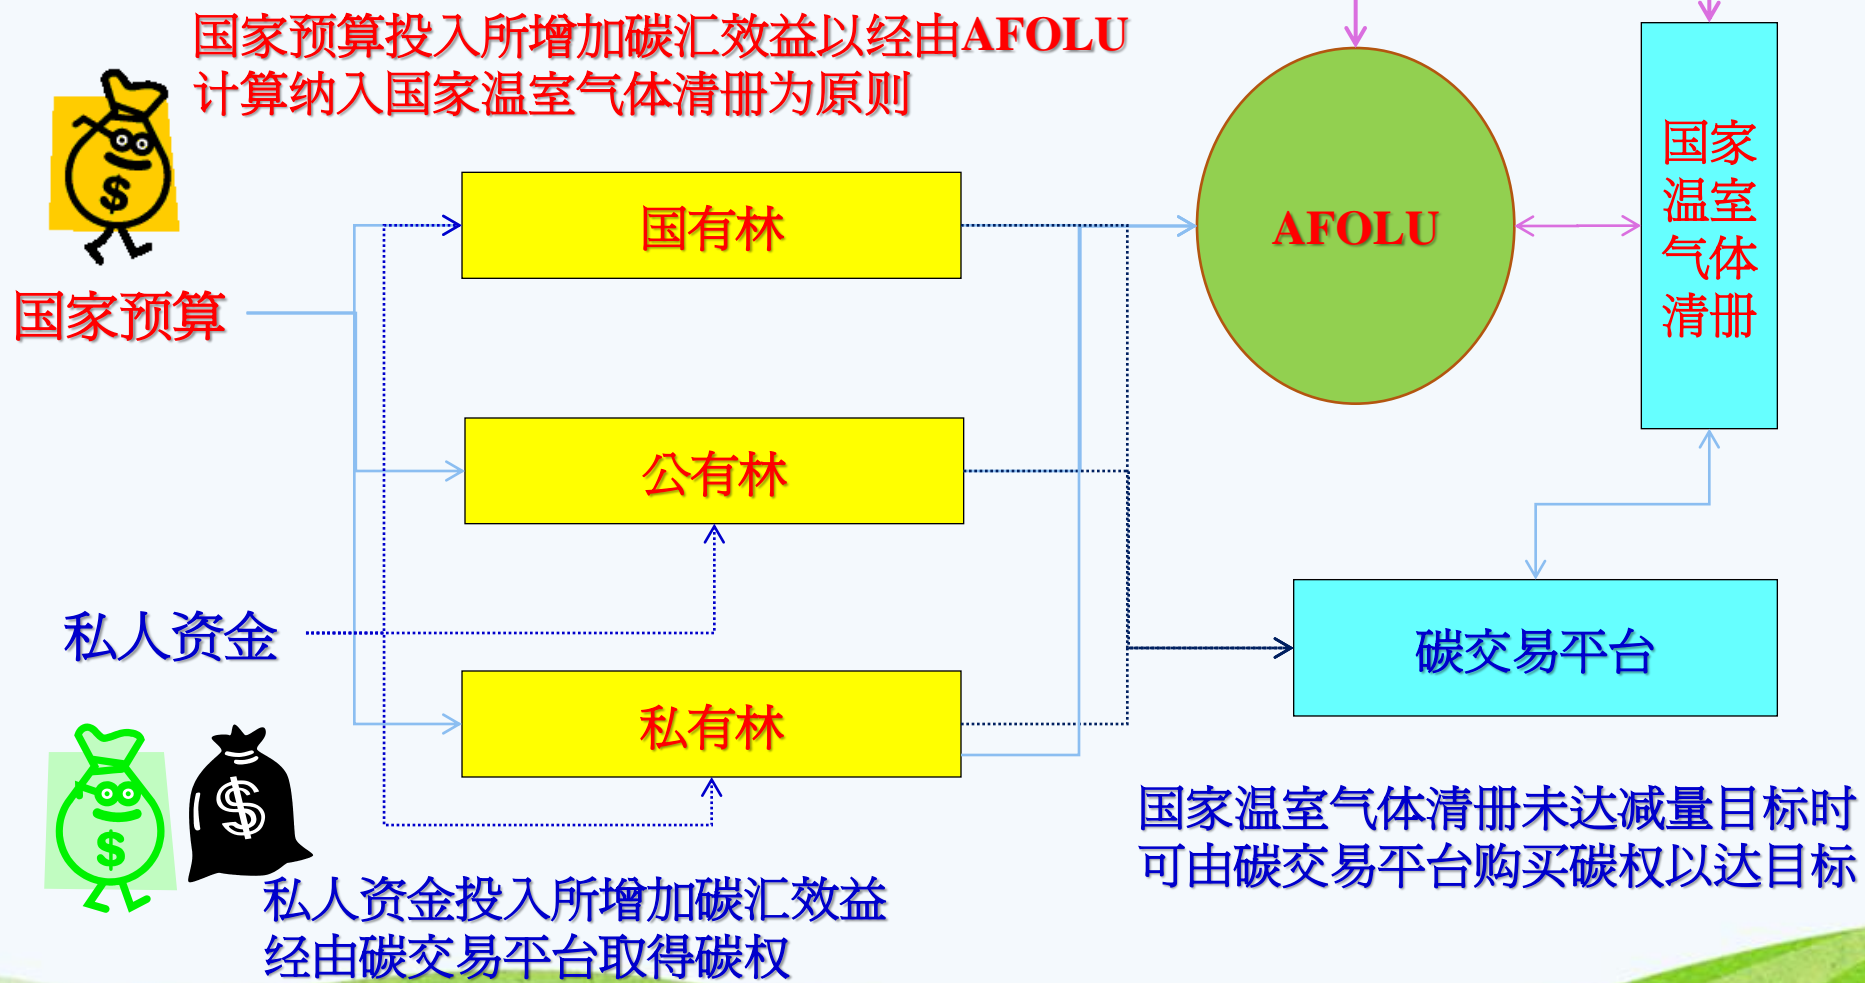 国家预算投入所增加碳汇效益以经由AFOLU
计算纳入国家温室气体清册为原则
$
国家预算
国有林
公有林
私有林
AFOLU
国家
温室
气体
清册
私人资金
碳交易平台
$
$
国家温室气体清册未达减量目标时
可由碳交易平台购买碳权以达目标
私人资金投入所增加碳汇效益
经由碳交易平台取得碳权